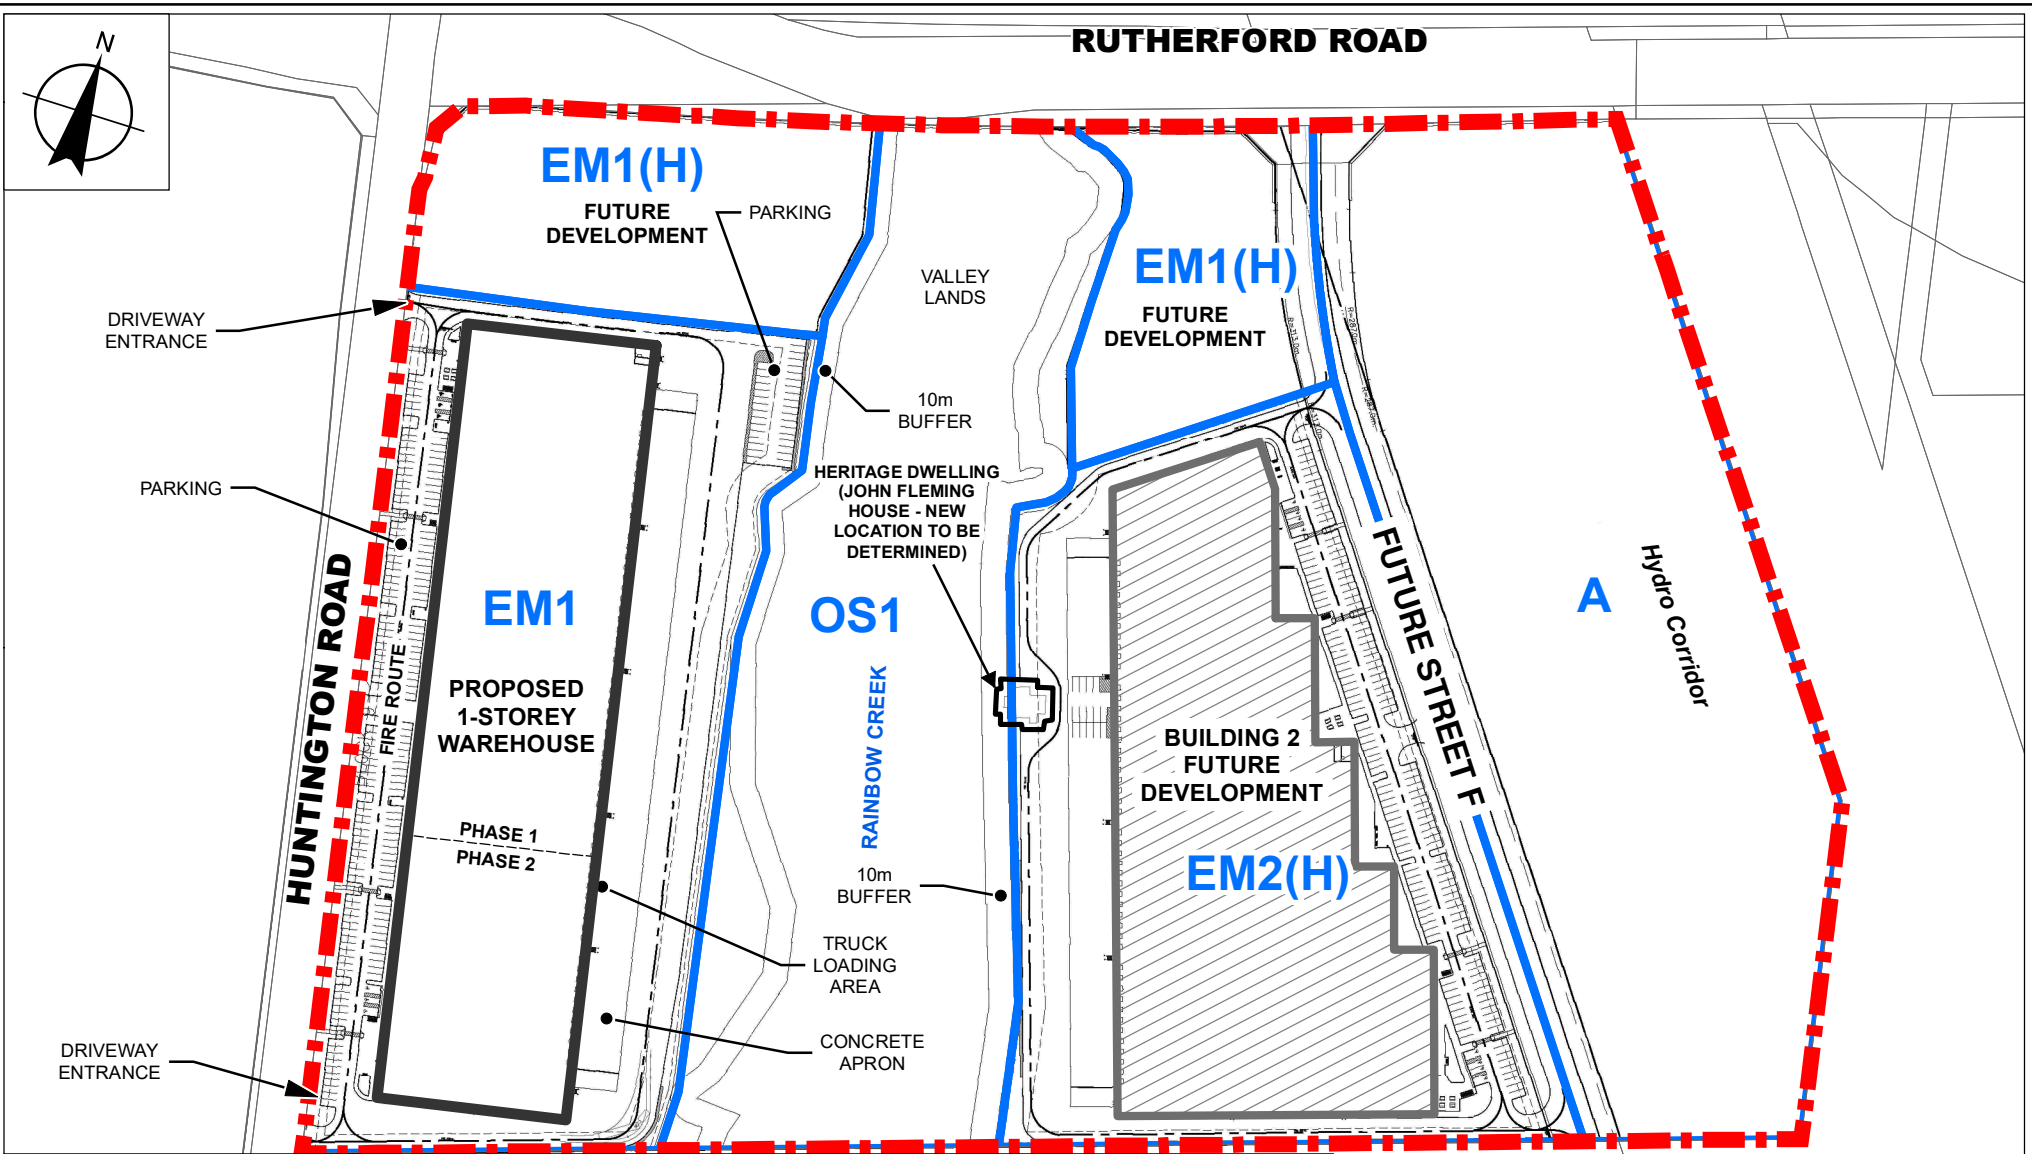 N
RUTHERFORD ROAD
EM1(H)
FUTURE
DEVELOPMENT
PARKING
VALLEY
LANDS
EM1(H)
FUTURE
DEVELOPMENT
DRIVEWAY
ENTRANCE
10m
BUFFER
HERITAGE DWELLING
(JOHN FLEMING
HOUSE - NEW
LOCATION TO BE
DETERMINED)
PARKING
HUNTINGTON ROAD
FIRE ROUTE
EM1
PROPOSED
1-STOREY
WAREHOUSE
PHASE 1
PHASE 2
OS1
RAINBOW CREEK
10m
BUFFER
TRUCK
LOADING
AREA
CONCRETE
APRON
DRIVEWAY
ENTRANCE
BUILDING 2
FUTURE
DEVELOPMENT
EM2(H)
FUTURE STREET F
A
Hydro Corridor